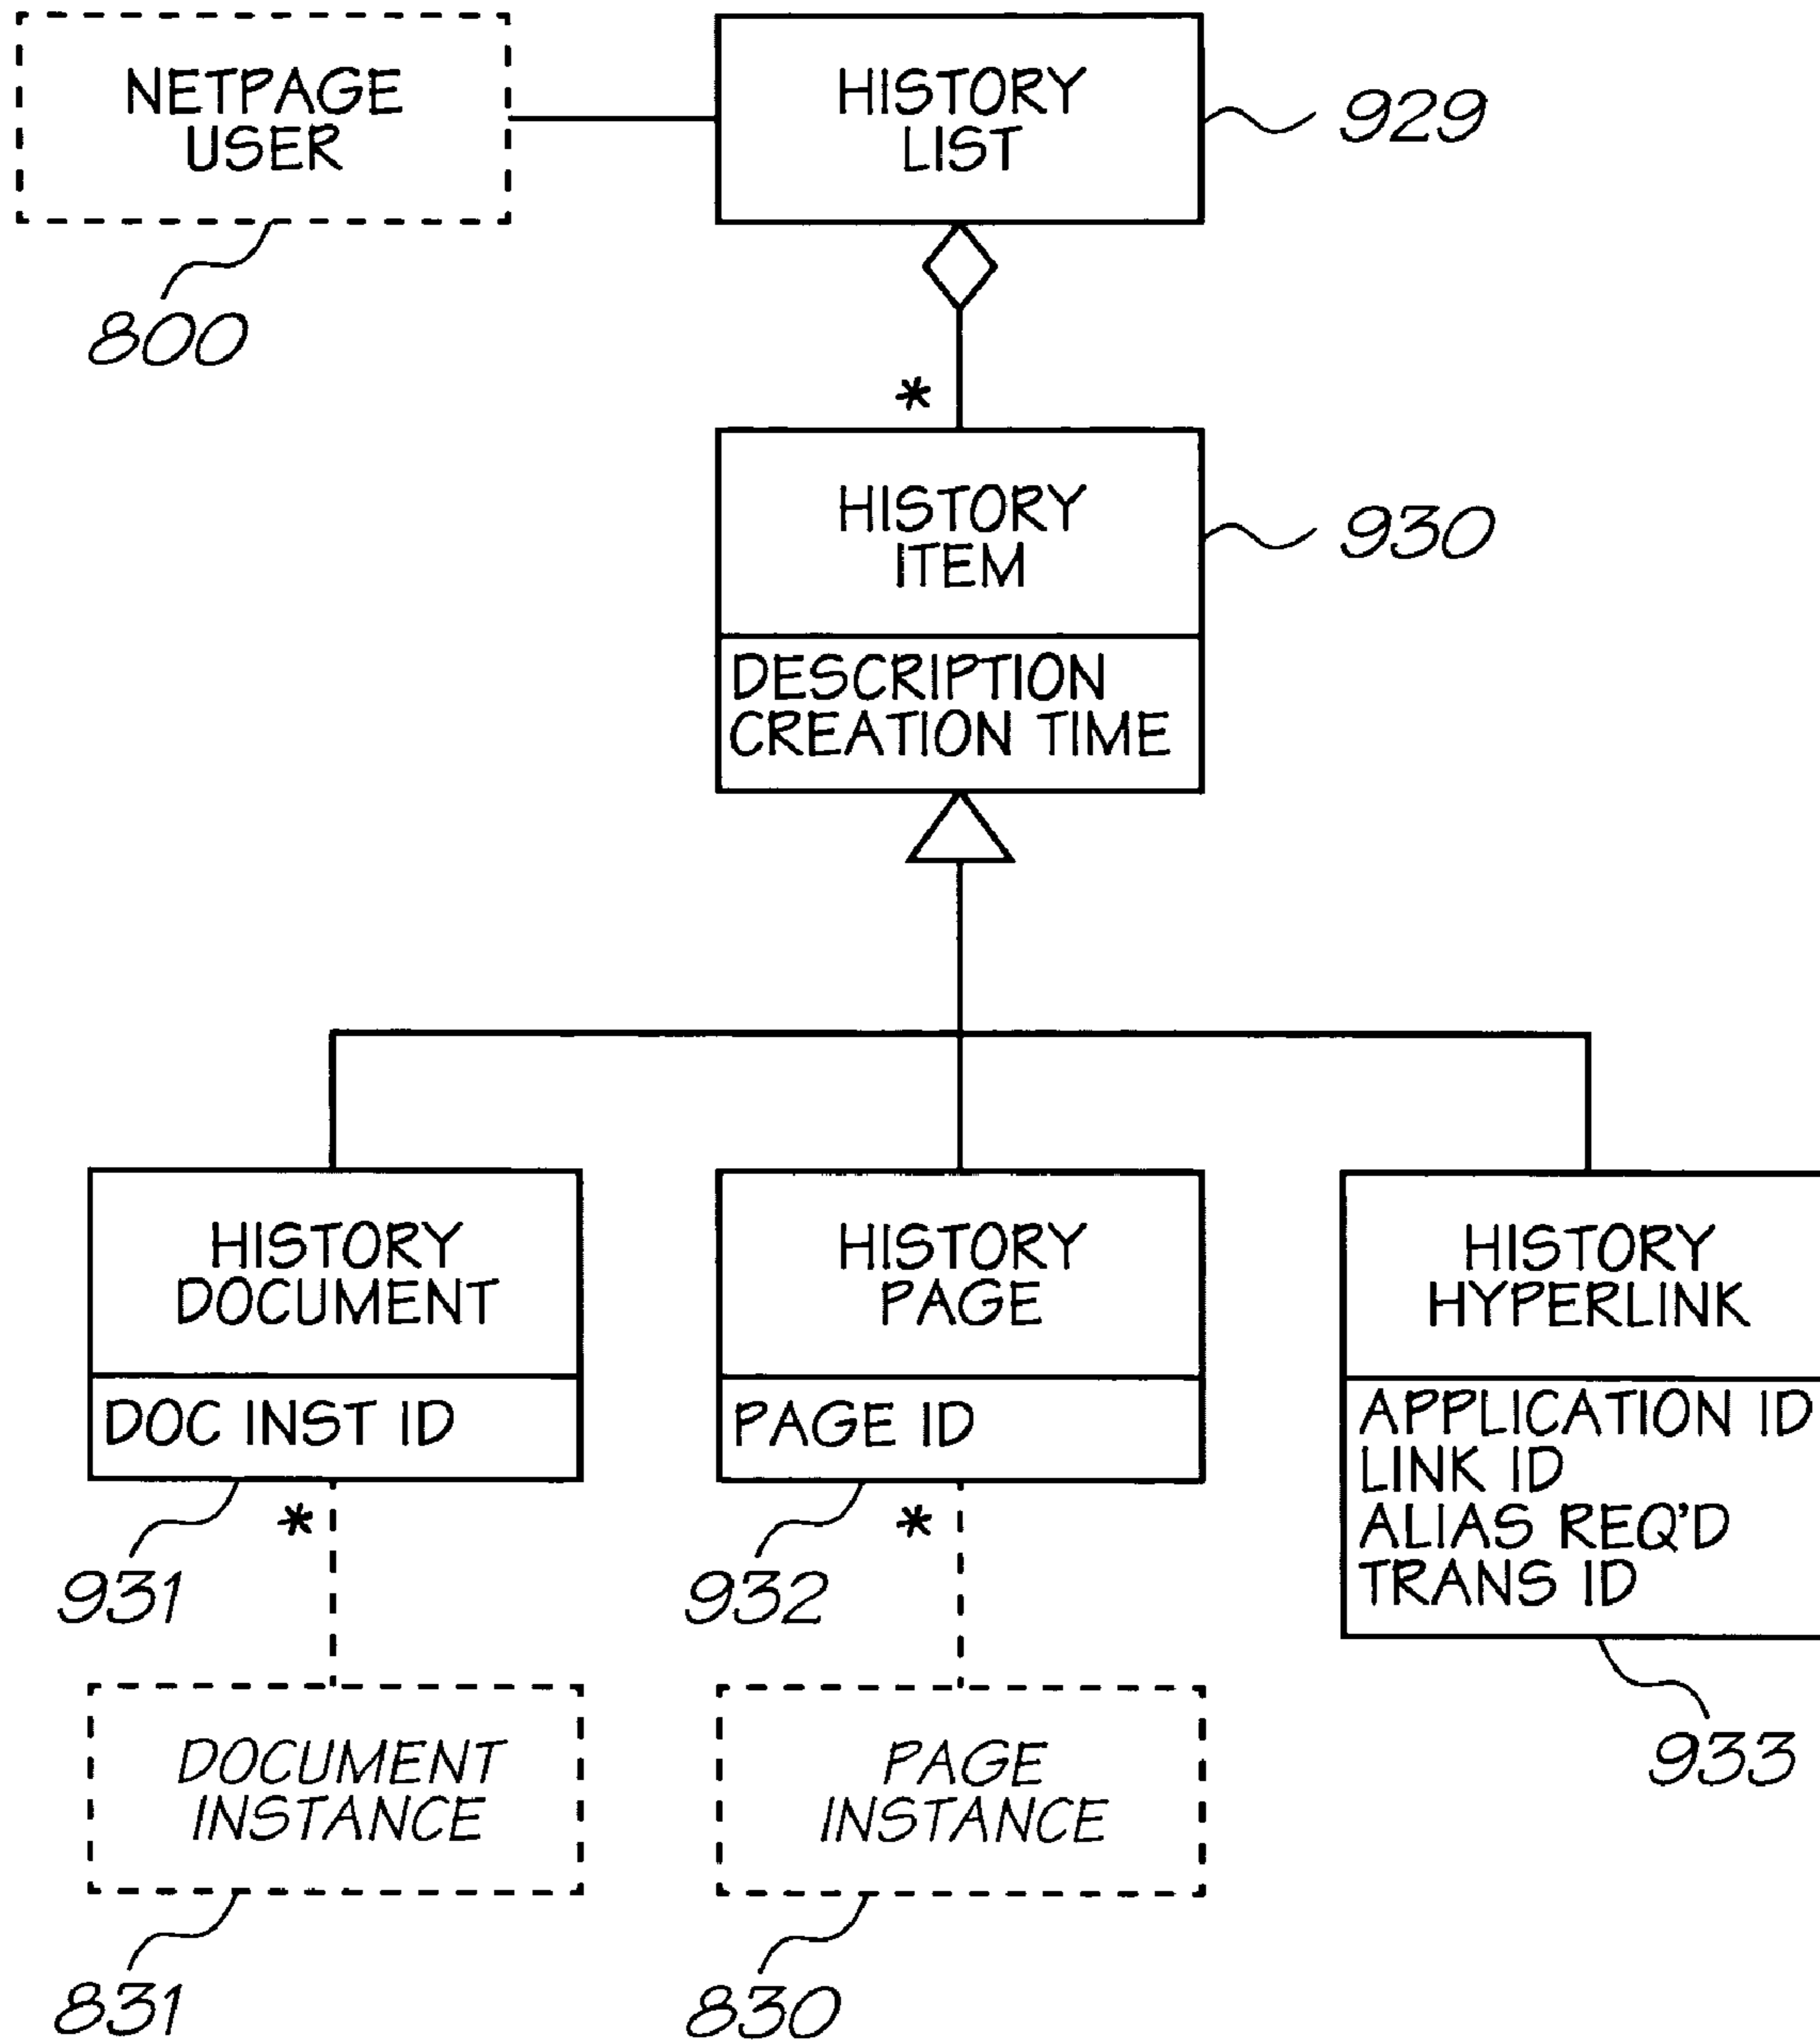 NETPAGE
USER
800
HISTORY
LIST
929
*
HISTORY
ITEM
930
DESCRIPTION
CREATION TIME
HISTORY
DOCUMENT
DOC INST ID
931
*
HISTORY
PAGE
PAGE ID
932
*
HISTORY
HYPERLINK
APPLICATION ID
LINK ID
ALIAS REQ'D
TRANS ID
933
DOCUMENT
INSTANCE
831
PAGE
INSTANCE
830